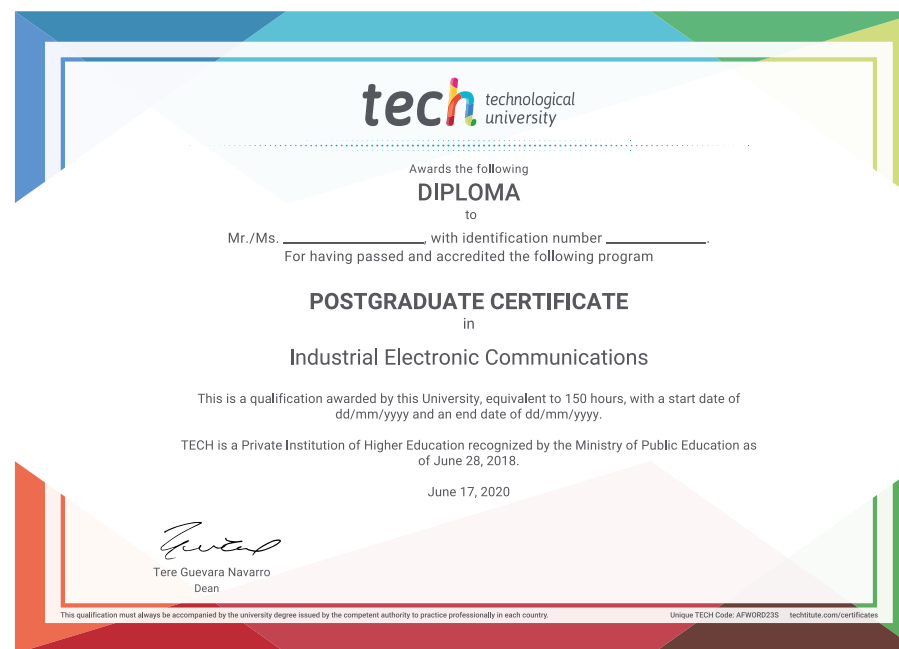 tech technological
university
Awards the following
DIPLOMA
to
Mr./Ms. ____________________, with identification number ______________.
For having passed and accredited the following program
POSTGRADUATE CERTIFICATE
in
Industrial Electronic Communications
This is a qualification awarded by this University, equivalent to 150 hours, with a start date of
dd/mm/yyyy and an end date of dd/mm/yyyy.
TECH is a Private Institution of Higher Education recognized by the Ministry of Public Education as
of June 28, 2018.
June 17, 2020
Tere Guevara Navarro
Dean
This qualification must always be accompanied by the university degree issued by the competent authority to practice professionally in each country. Unique TECH Code: AFWORD23S techtitute.com/certificates